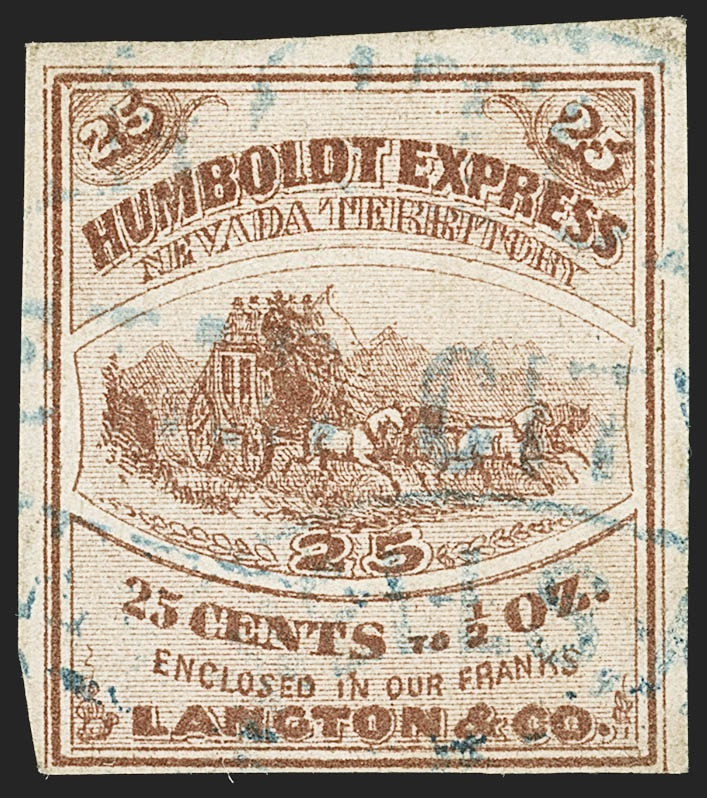 25 25
HUMBOLDT EXPRESS
NEVADA TERRITORY
CIT
25
25 CENTS TO 1/2 OZ.
ENCLOSED IN OUR FRANKS
LANGTON & CO.